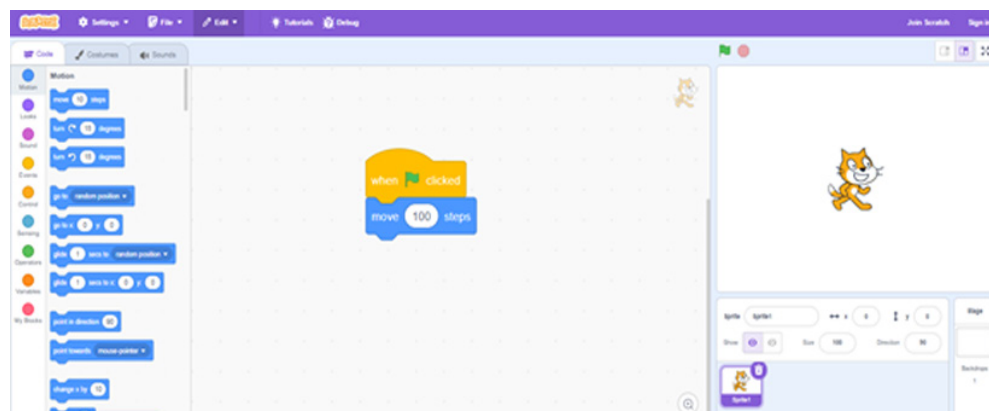 SCRATCH Settings File Edit Tutorials Debug Join Scratch Sign in
Code Costumes Sounds
Motion
Looks
Sound
Events
Control
Sensing
Operators
Variables
My Blocks
Motion
move 10 steps
turn 15 degrees
turn 15 degrees
go to random position
go to x: 0 y: 0
glide 1 secs to random position
glide 1 secs to x: 0 y: 0
point in direction 90
point towards mouse-pointer
change x by 10
when clicked
move 100 steps
Sprite Sprite1 x 0 y 0
Show Size 100 Direction 90
Sprite1
Stage
Backdrops
1